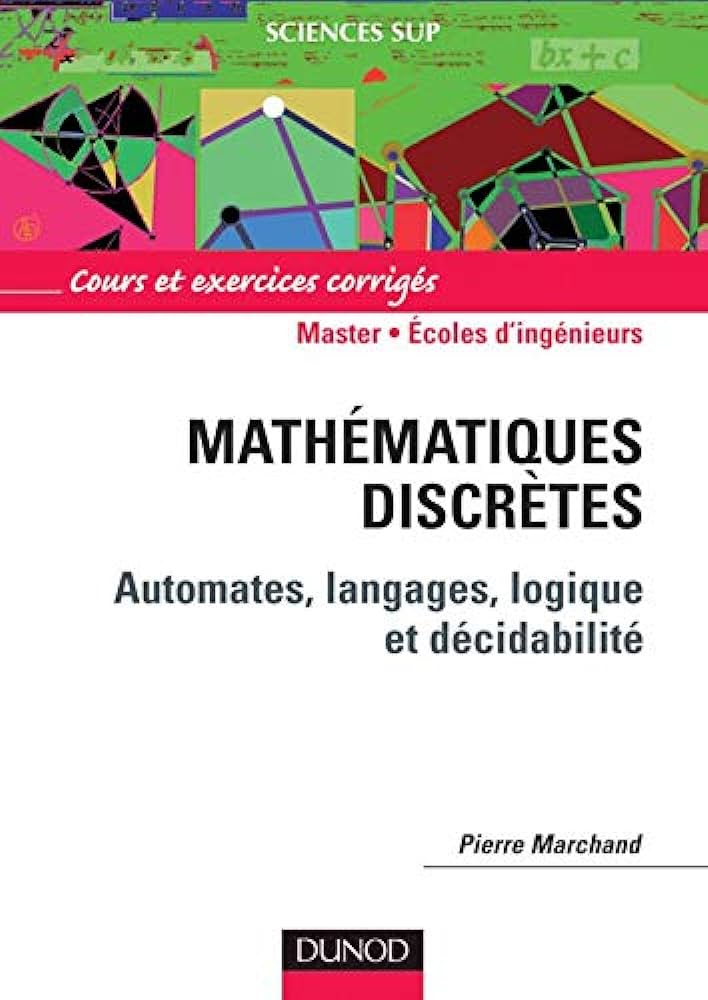 SCIENCES SUP
bx + c
Cours et exercices corrigés
Master • Écoles d'ingénieurs
MATHÉMATIQUES
DISCRÈTES
Automates, langages, logique
et décidabilité
Pierre Marchand
DUNOD